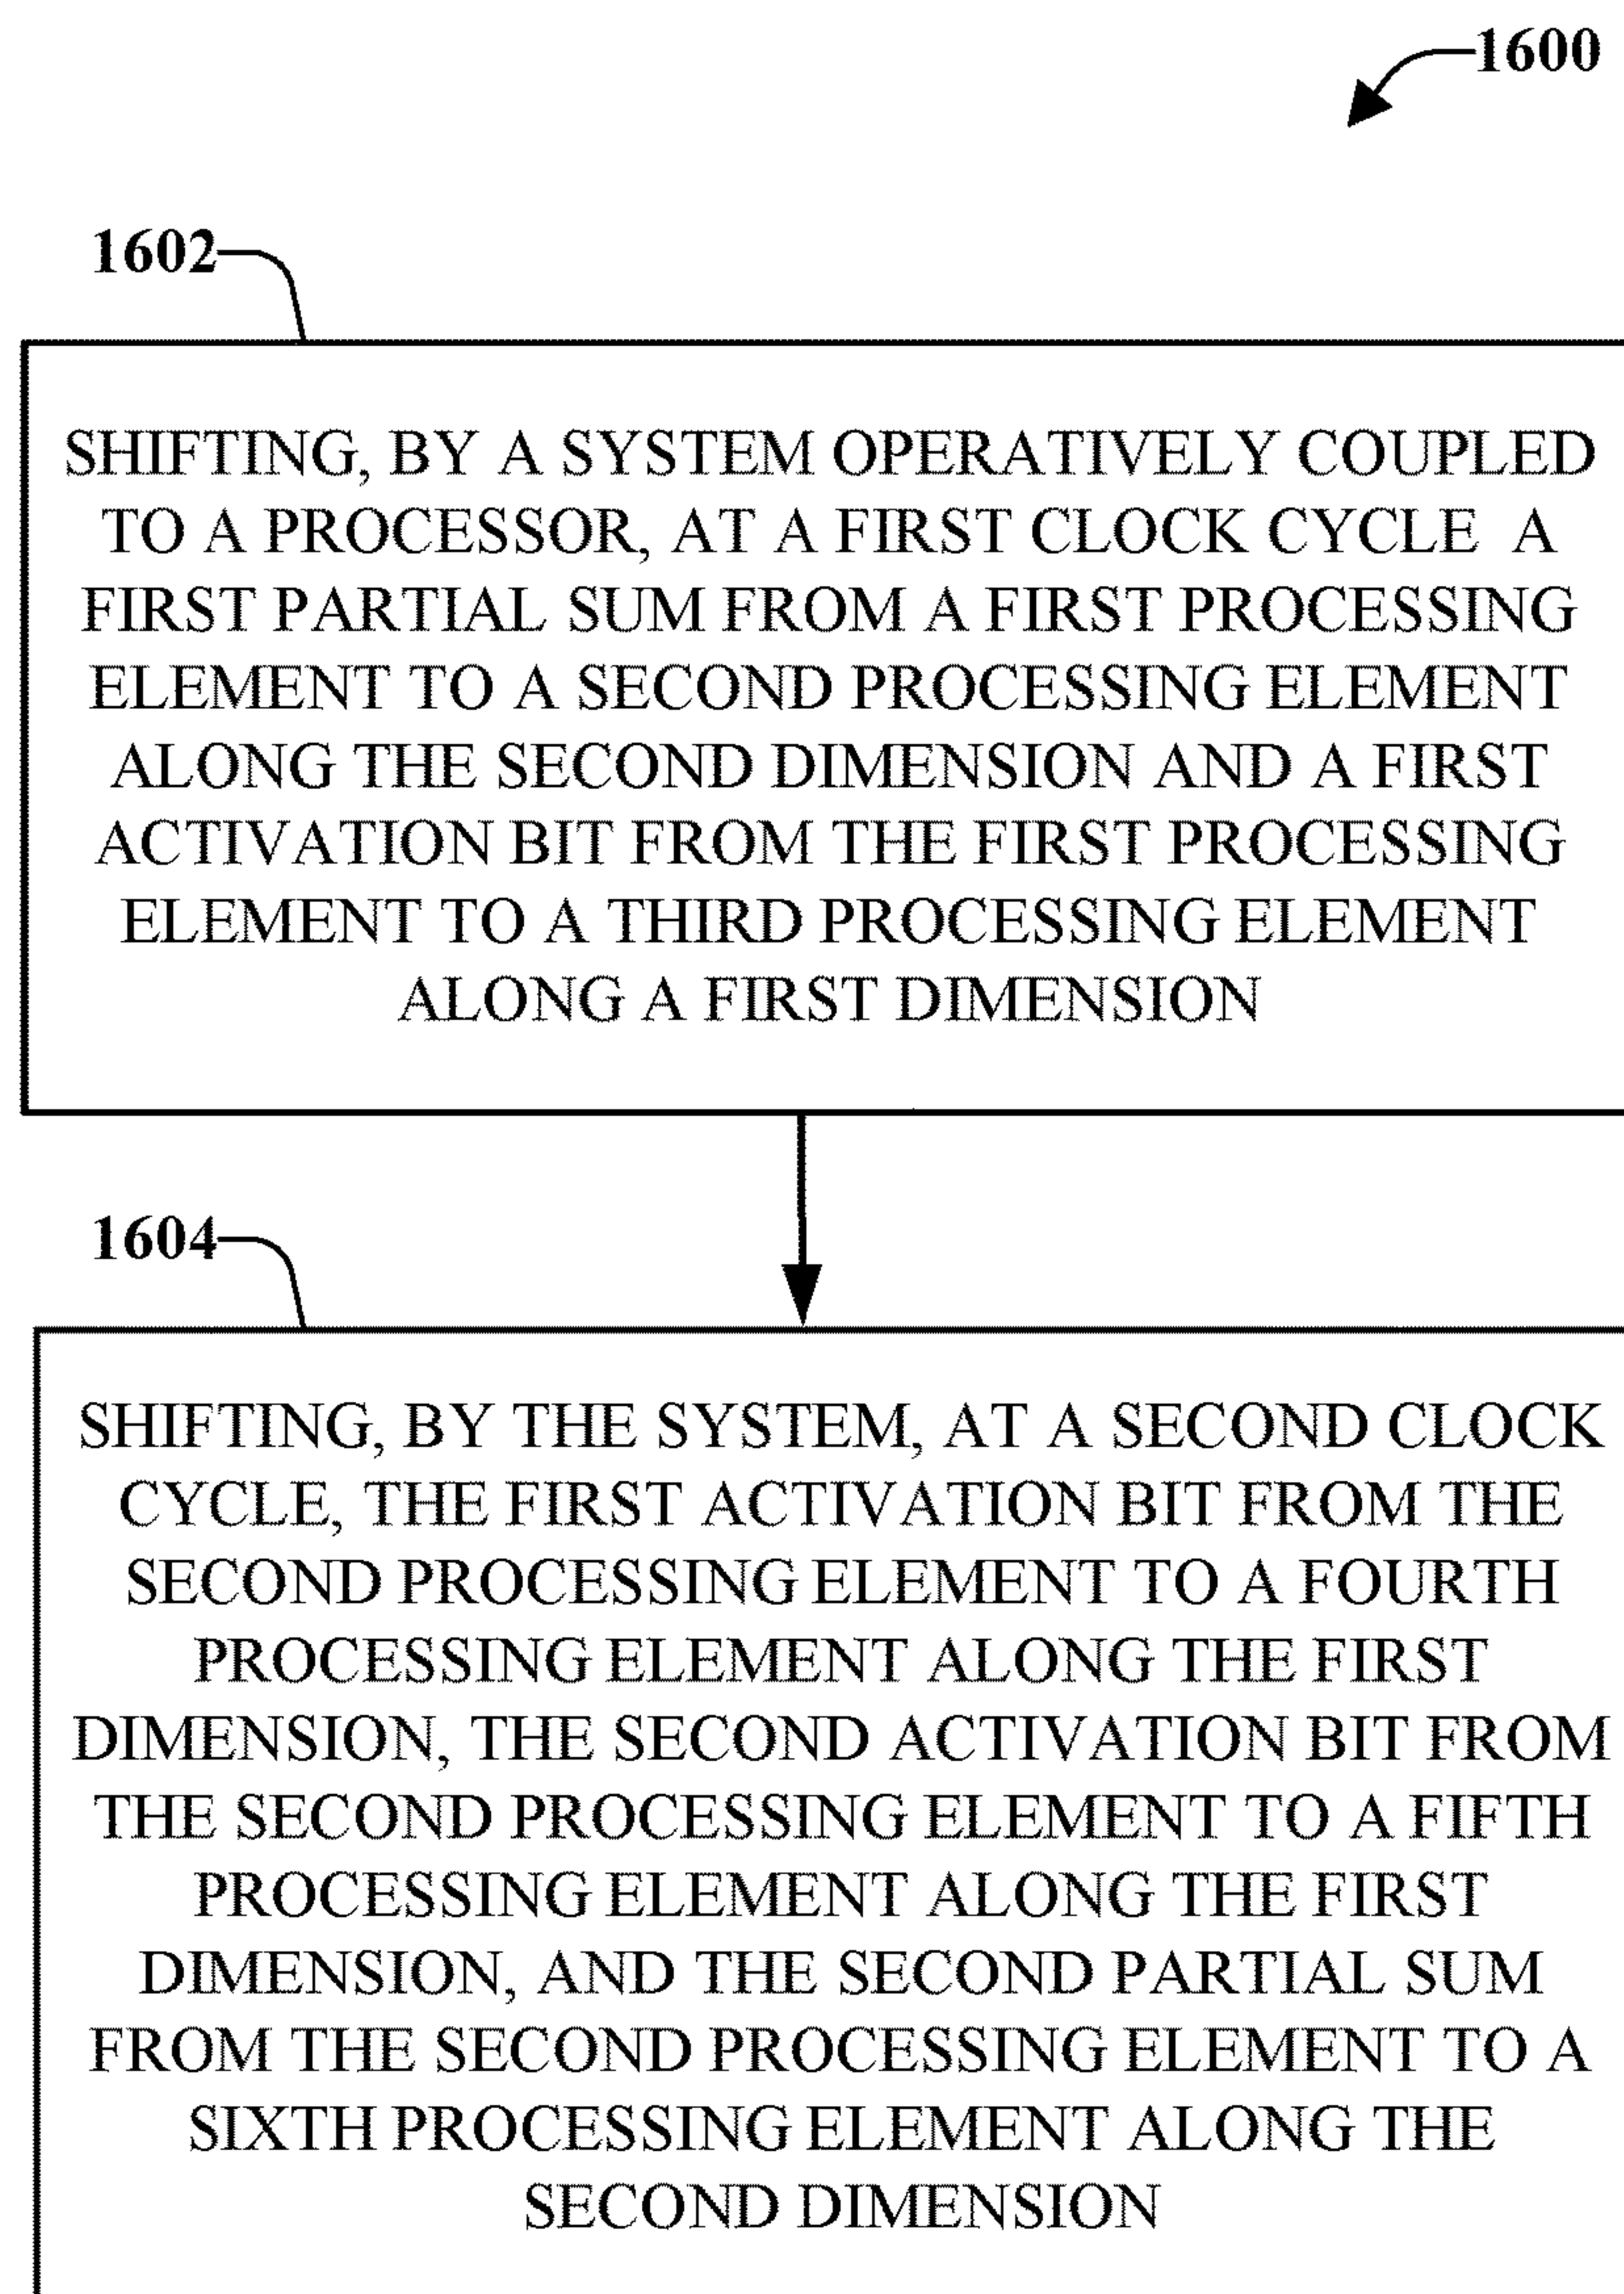 1600
1602
SHIFTING, BY A SYSTEM OPERATIVELY COUPLED
TO A PROCESSOR, AT A FIRST CLOCK CYCLE A
FIRST PARTIAL SUM FROM A FIRST PROCESSING
ELEMENT TO A SECOND PROCESSING ELEMENT
ALONG THE SECOND DIMENSION AND A FIRST
ACTIVATION BIT FROM THE FIRST PROCESSING
ELEMENT TO A THIRD PROCESSING ELEMENT
ALONG A FIRST DIMENSION
1604
SHIFTING, BY THE SYSTEM, AT A SECOND CLOCK
CYCLE, THE FIRST ACTIVATION BIT FROM THE
SECOND PROCESSING ELEMENT TO A FOURTH
PROCESSING ELEMENT ALONG THE FIRST
DIMENSION, THE SECOND ACTIVATION BIT FROM
THE SECOND PROCESSING ELEMENT TO A FIFTH
PROCESSING ELEMENT ALONG THE FIRST
DIMENSION, AND THE SECOND PARTIAL SUM
FROM THE SECOND PROCESSING ELEMENT TO A
SIXTH PROCESSING ELEMENT ALONG THE
SECOND DIMENSION